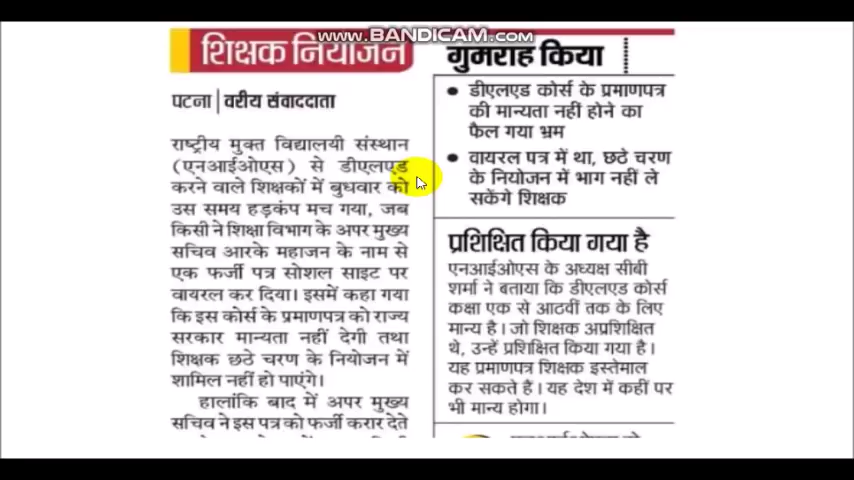 www.BANDICAM.com
शिक्षक नियोजन
पटना | वरीय संवाददाता
राष्ट्रीय मुक्त विद्यालयी संस्थान
(एनआईओएस) से डीएलएड
करने वाले शिक्षकों में बुधवार को
उस समय हड़कंप मच गया, जब
किसी ने शिक्षा विभाग के अपर मुख्य
सचिव आरके महाजन के नाम से
एक फर्जी पत्र सोशल साइट पर
वायरल कर दिया। इसमें कहा गया
कि इस कोर्स के प्रमाणपत्र को राज्य
सरकार मान्यता नहीं देगी तथा
शिक्षक छठे चरण के नियोजन में
शामिल नहीं हो पाएंगे।
हालांकि बाद में अपर मुख्य
सचिव ने इस पत्र को फर्जी करार देते
गुमराह किया
● डीएलएड कोर्स के प्रमाणपत्र
की मान्यता नहीं होने का
फैल गया भ्रम
● वायरल पत्र में था, छठे चरण
के नियोजन में भाग नहीं ले
सकेंगे शिक्षक
प्रशिक्षित किया गया है
एनआईओएस के अध्यक्ष सीबी
शर्मा ने बताया कि डीएलएड कोर्स
कक्षा एक से आटवीं तक के लिए
मान्य है। जो शिक्षक अप्रशिक्षित
थे, उन्हें प्रशिक्षित किया गया है।
यह प्रमाणपत्र शिक्षक इस्तेमाल
कर सकते हैं। यह देश में कहीं पर
भी मान्य होगा।